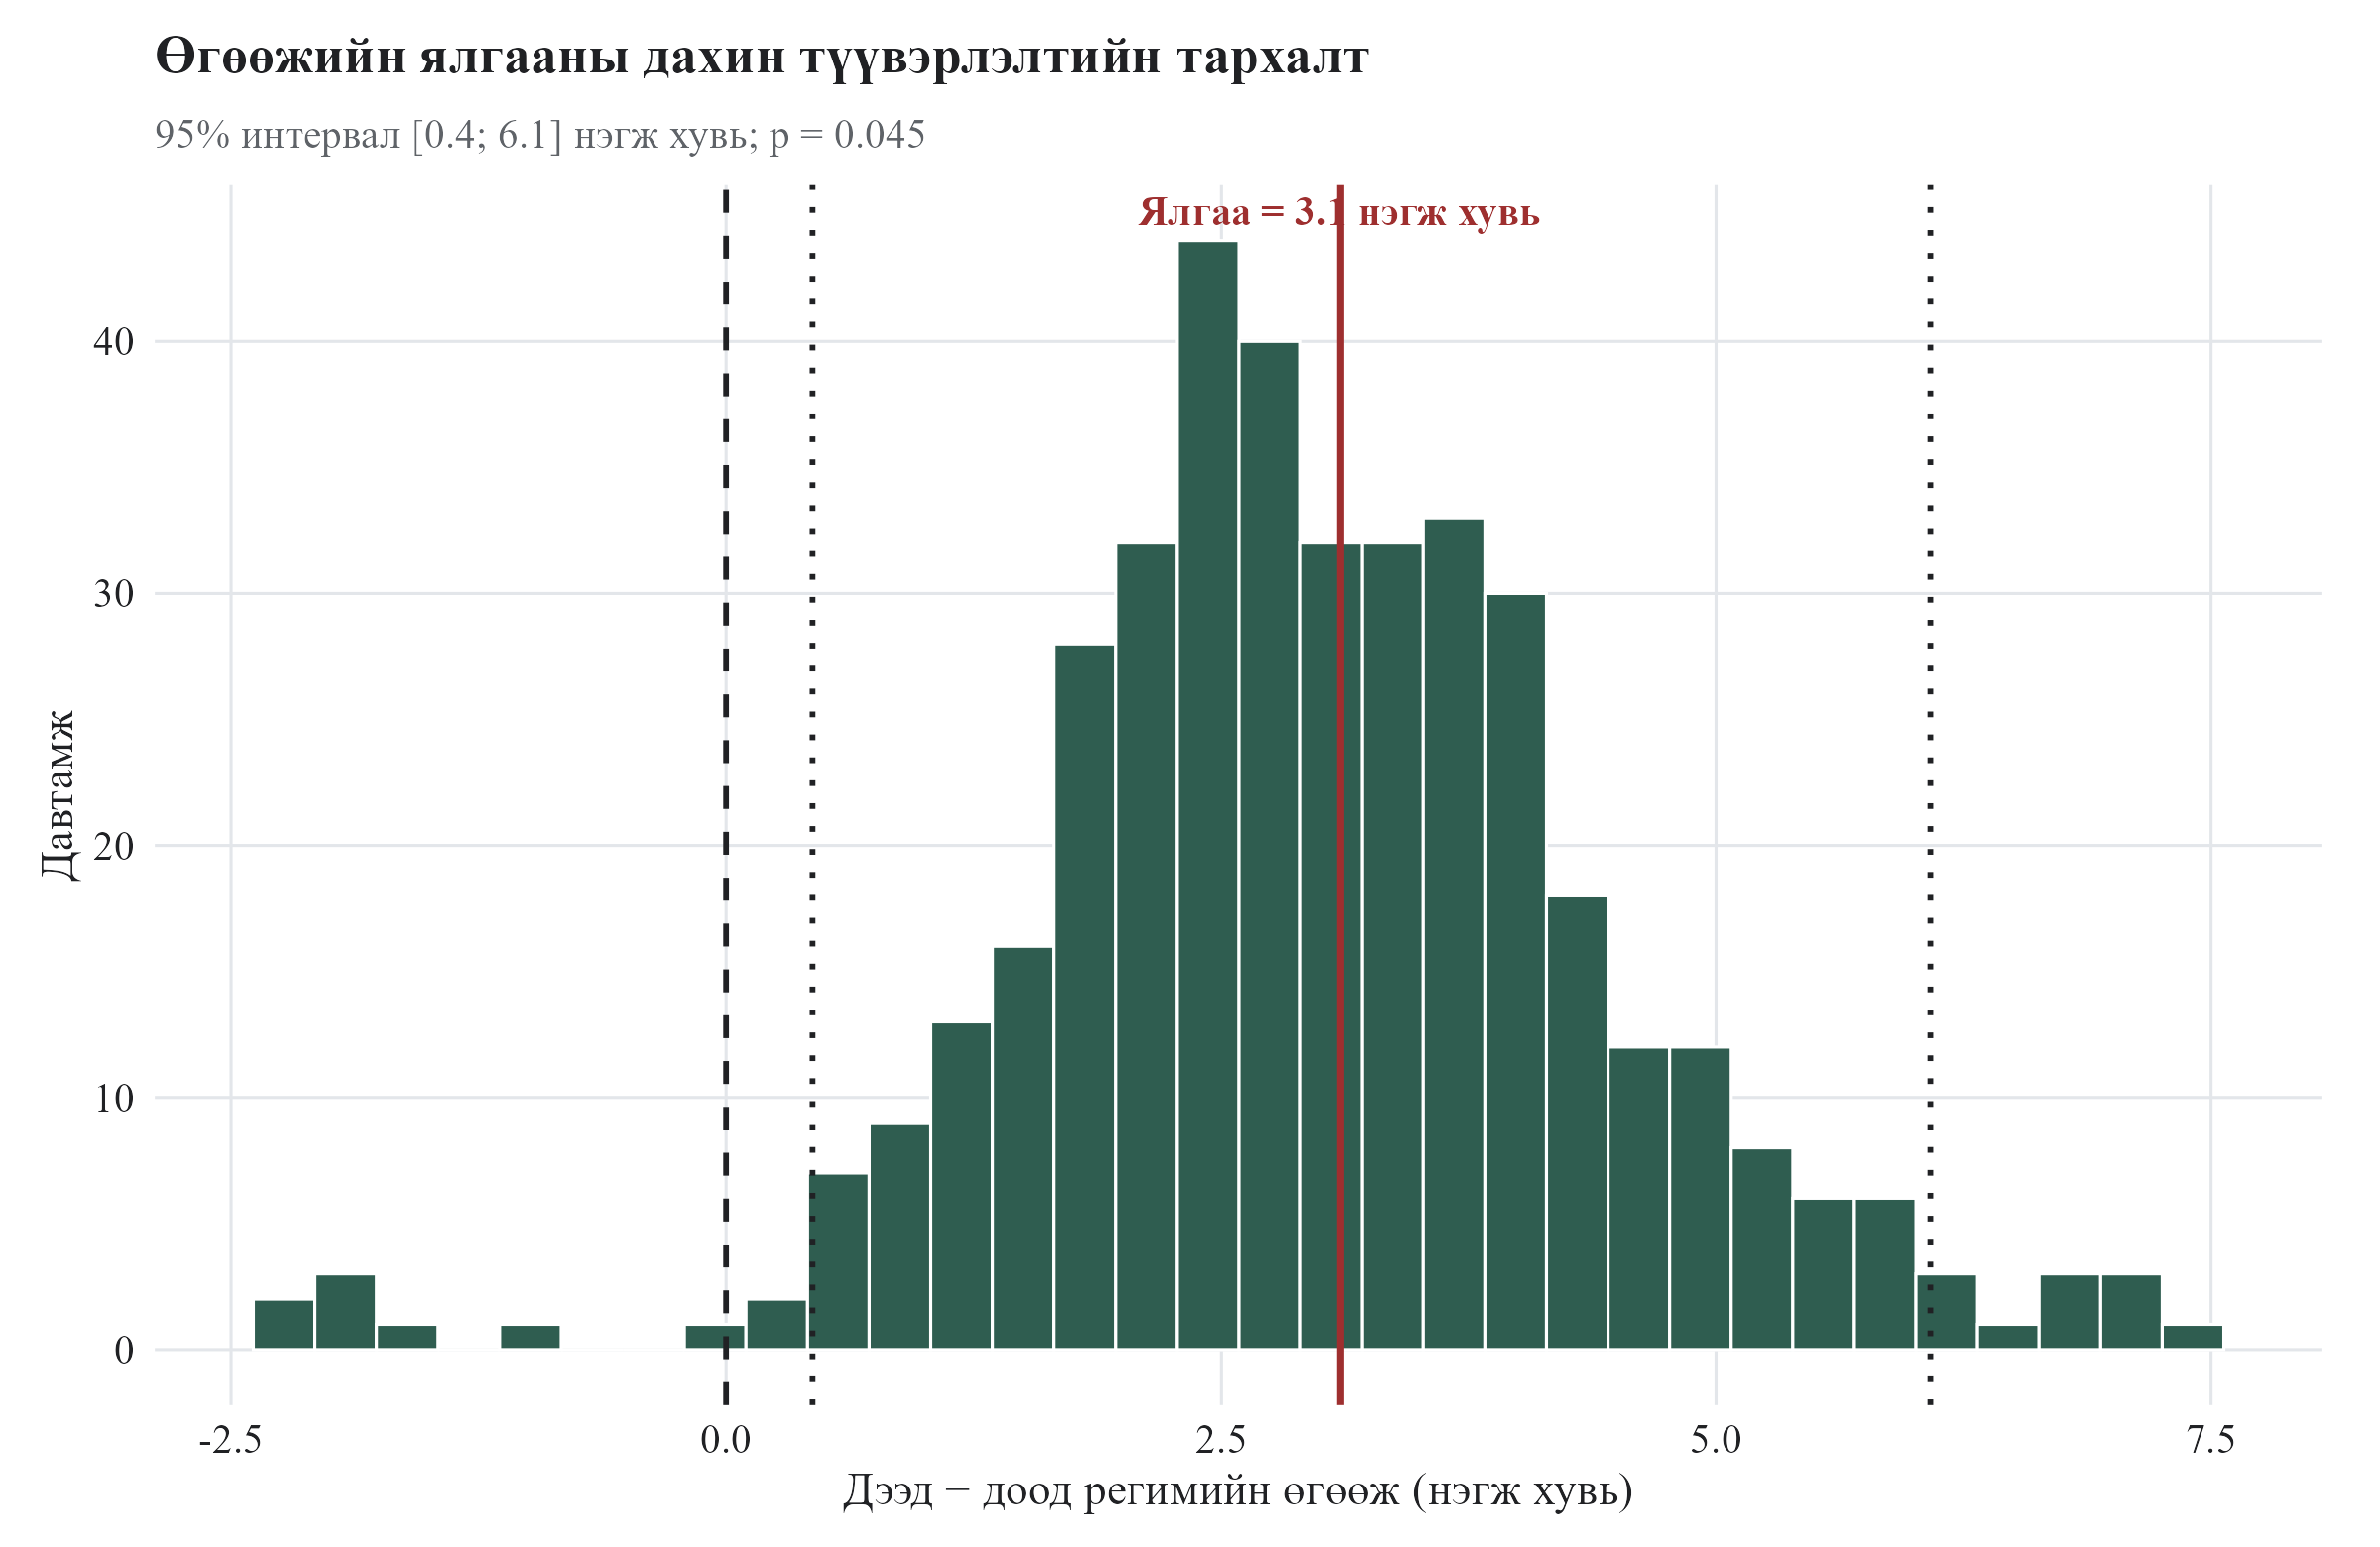 Өгөөжийн ялгааны дахин түүвэрлэлтийн тархалт
95% интервал [0.4; 6.1] нэгж хувь; p = 0.045
Ялгаа = 3.1 нэгж хувь
40
30
20
10
0
Давтамж
-2.5 0.0 2.5 5.0 7.5
Дээд − доод регимийн өгөөж (нэгж хувь)